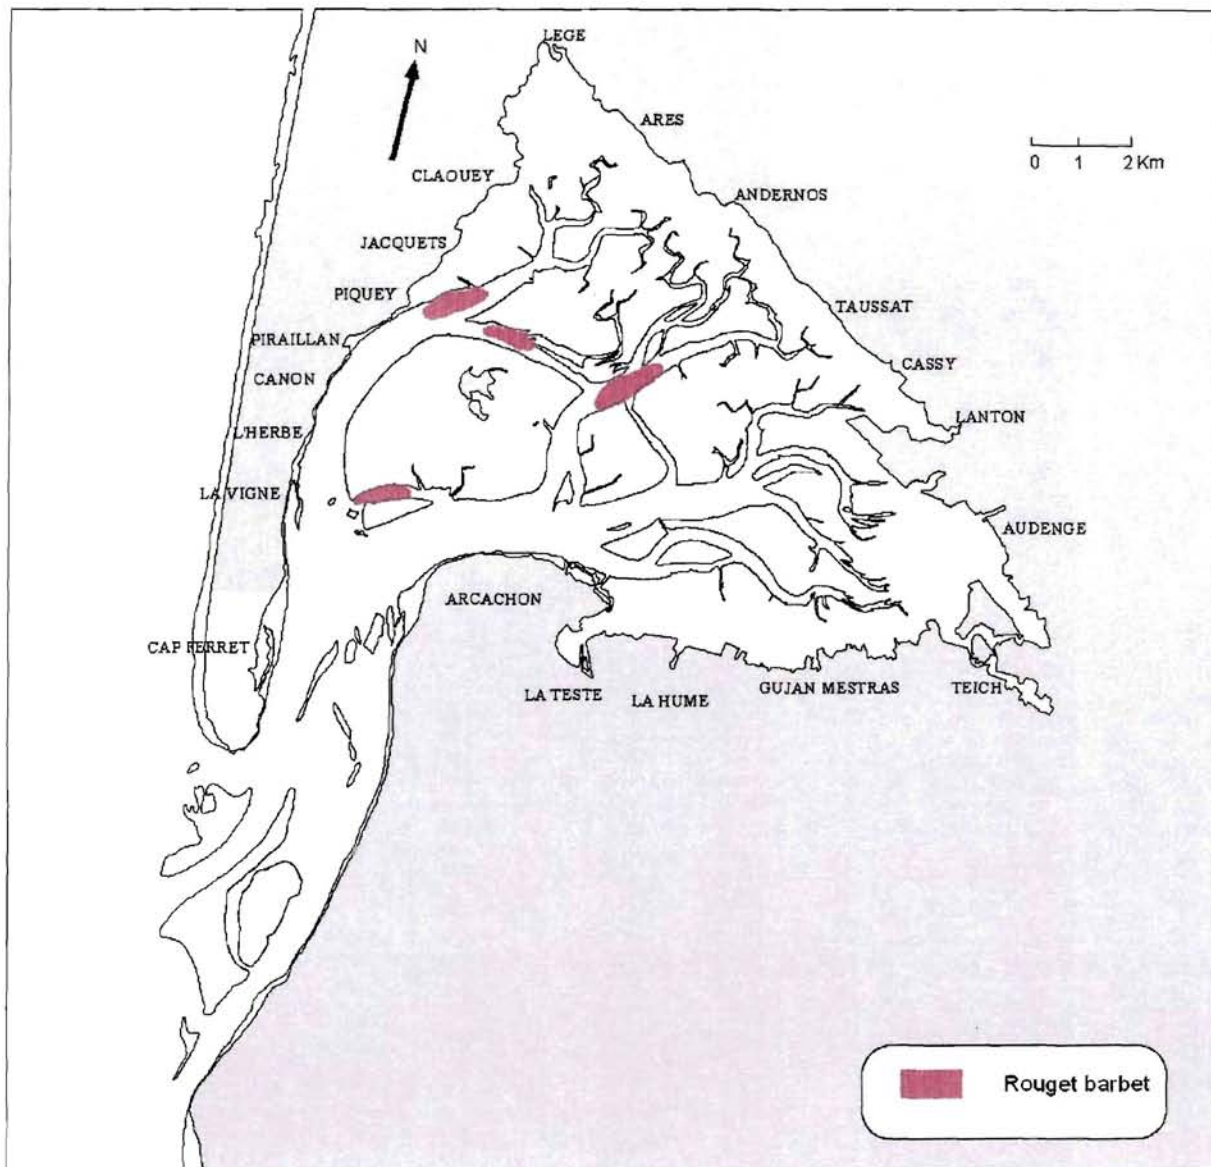 LEGE
N
ARES
0 1 2 Km
CLAOUEY
ANDERNOS
JACQUETS
PIQUEY
TAUSSAT
PIRAILLAN
CASSY
CANON
LANTON
L'HERBE
LA VIGNE
AUDENGE
ARCACHON
CAP FERRET
LA TESTE
LA HUME
GUJAN MESTRAS
TEICH
Rouget barbet